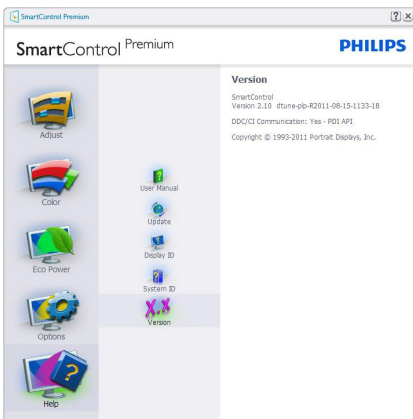 SmartControl Premium
SmartControl Premium
PHILIPS
Adjust
Color
Eco Power
Options
Help
User Manual
Update
Display ID
System ID
Version
Version
SmartControl
Version 2.10 dtune-plp-R2011-08-15-1133-18
DDC/CI Communication: Yes - PDI API
Copyright © 1993-2011 Portrait Displays, Inc.